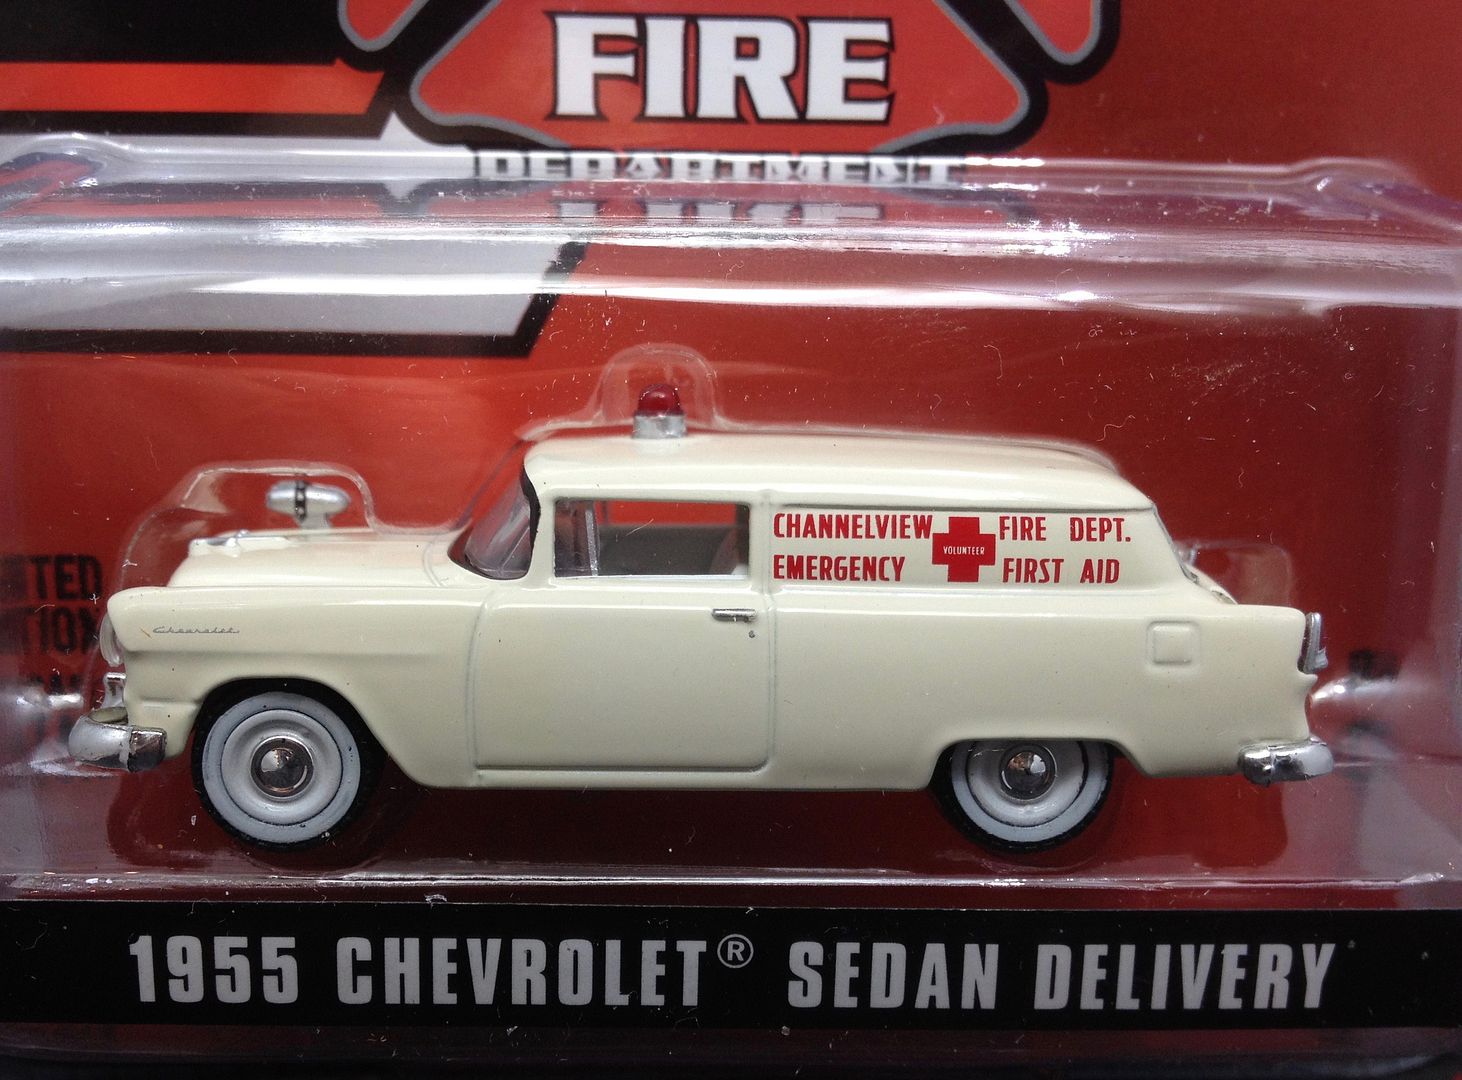 FIRE
DEPARTMENT
CHANNELVIEW FIRE DEPT.
VOLUNTEER
EMERGENCY FIRST AID
Chevrolet
1955 CHEVROLET® SEDAN DELIVERY